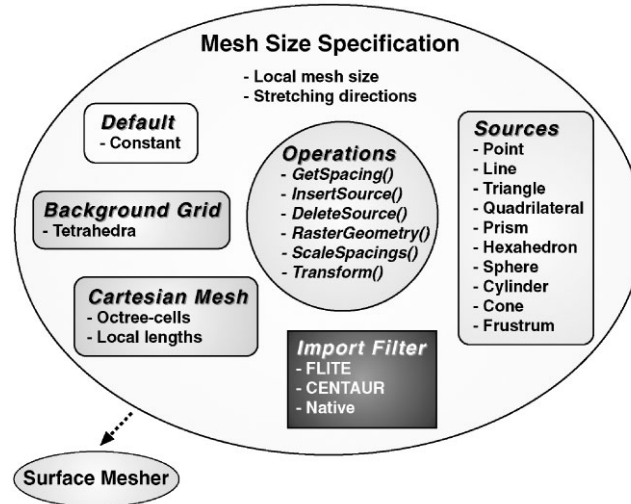 Mesh Size Specification
- Local mesh size
- Stretching directions
Default
- Constant
Background Grid
- Tetrahedra
Cartesian Mesh
- Octree-cells
- Local lengths
Operations
- GetSpacing()
- InsertSource()
- DeleteSource()
- RasterGeometry()
- ScaleSpacings()
- Transform()
Sources
- Point
- Line
- Triangle
- Quadrilateral
- Prism
- Hexahedron
- Sphere
- Cylinder
- Cone
- Frustrum
Import Filter
- FLITE
- CENTAUR
- Native
Surface Mesher